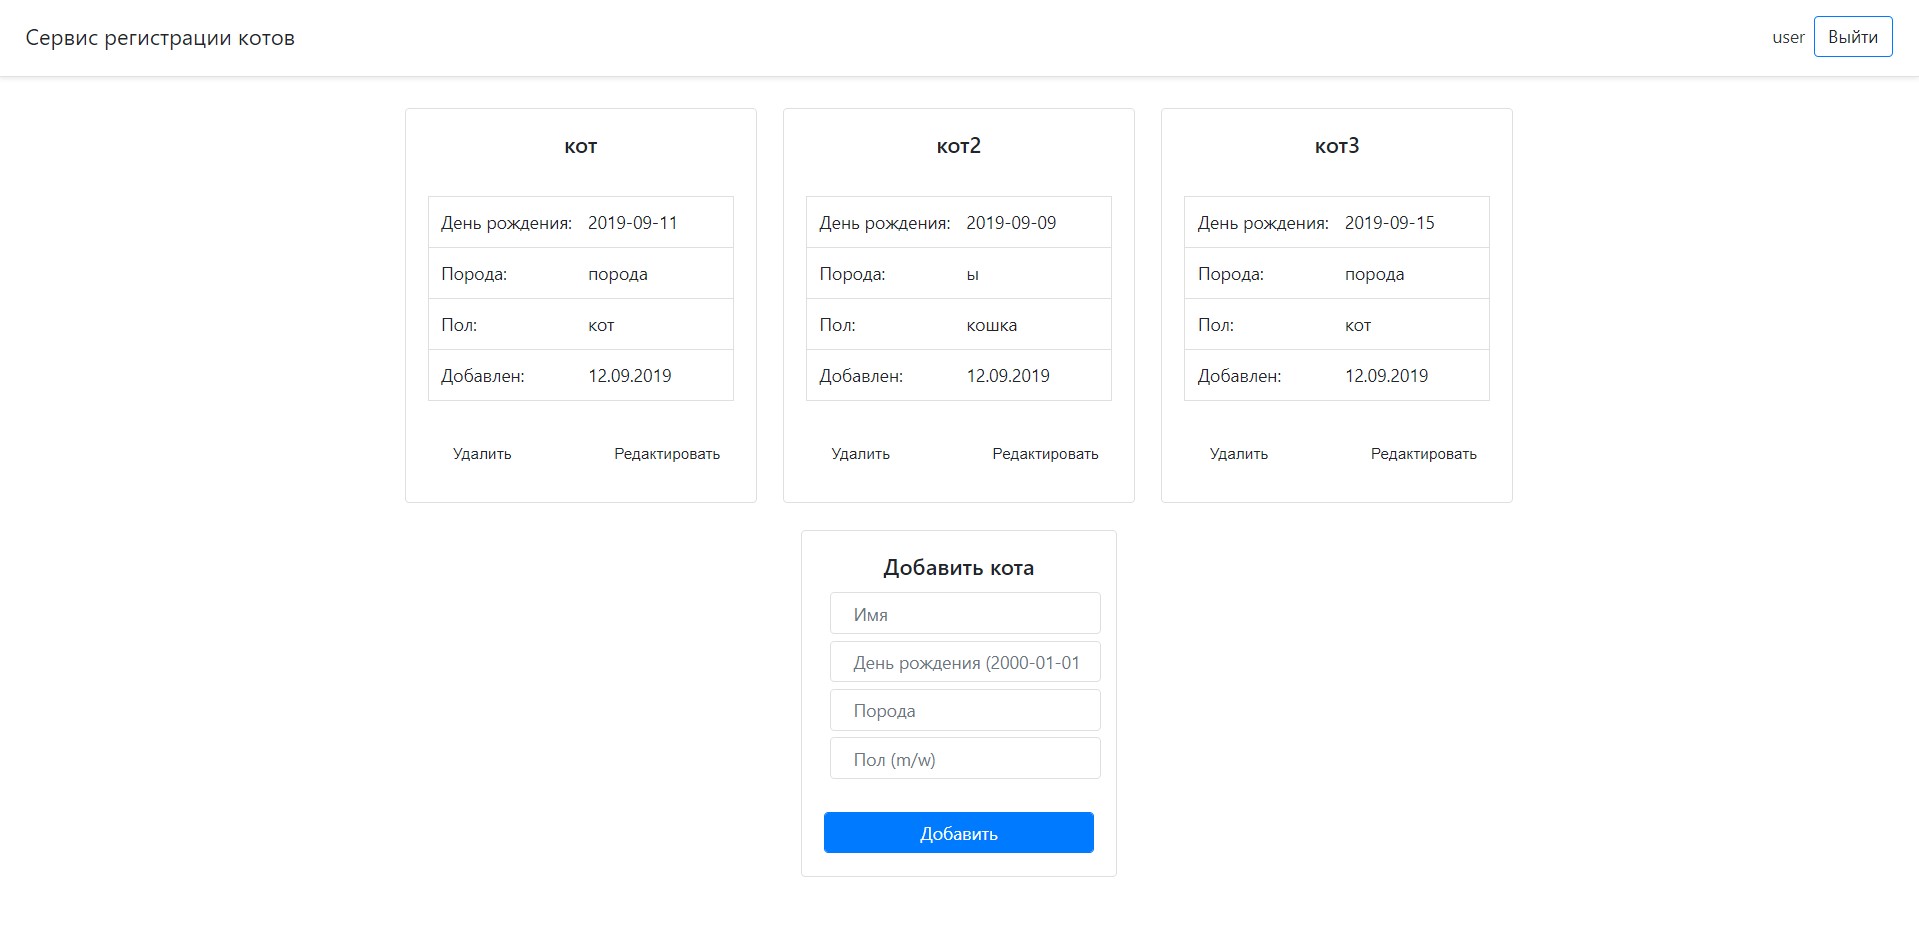 Сервис регистрации котов
user Выйти
кот
День рождения: 2019-09-11
Порода: порода
Пол: кот
Добавлен: 12.09.2019
Удалить Редактировать
кот2
День рождения: 2019-09-09
Порода: ы
Пол: кошка
Добавлен: 12.09.2019
Удалить Редактировать
кот3
День рождения: 2019-09-15
Порода: порода
Пол: кот
Добавлен: 12.09.2019
Удалить Редактировать
Добавить кота
Имя
День рождения (2000-01-01
Порода
Пол (m/w)
Добавить